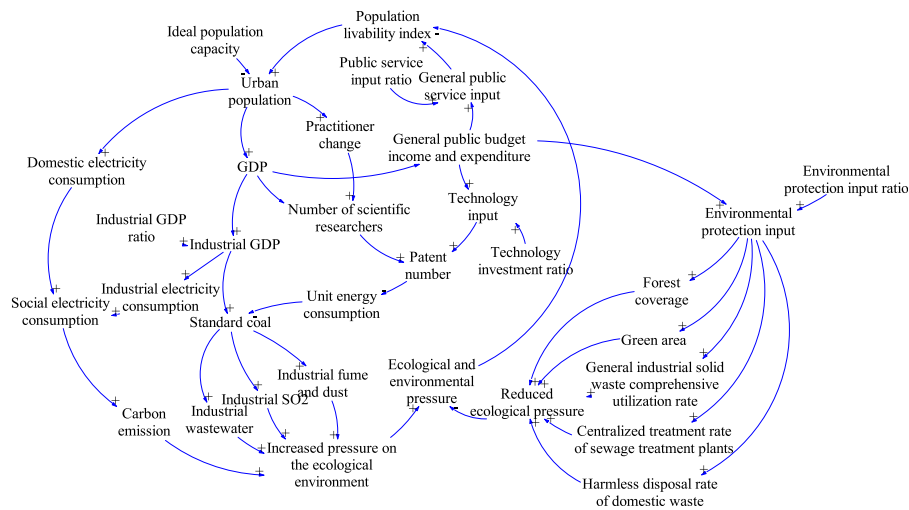 Population
livability index
Ideal population
capacity
Public service
input ratio
General public
service input
Urban
population
Practitioner
change
General public budget
income and expenditure
Domestic electricity
consumption
GDP
Environmental
protection input ratio
Number of scientific
researchers
Technology
input
Environmental
protection input
Industrial GDP
ratio
Industrial GDP
Patent
number
Technology
investment ratio
Forest
coverage
Social electricity
consumption
Industrial electricity
consumption
Unit energy
consumption
Standard coal
Green area
Ecological and
environmental
pressure
General industrial solid
waste comprehensive
utilization rate
Industrial fume
and dust
Industrial SO2
Reduced
ecological pressure
Carbon
emission
Industrial
wastewater
Centralized treatment rate
of sewage treatment plants
Increased pressure on
the ecological
environment
Harmless disposal rate
of domestic waste